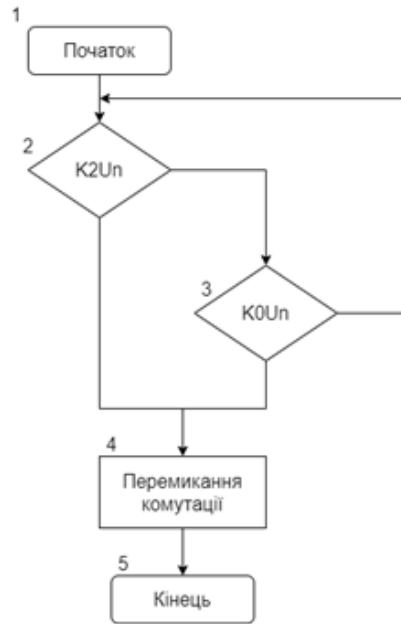 1
Початок
2
K2Un
3
K0Un
4
Перемикання
комутації
5
Кінець